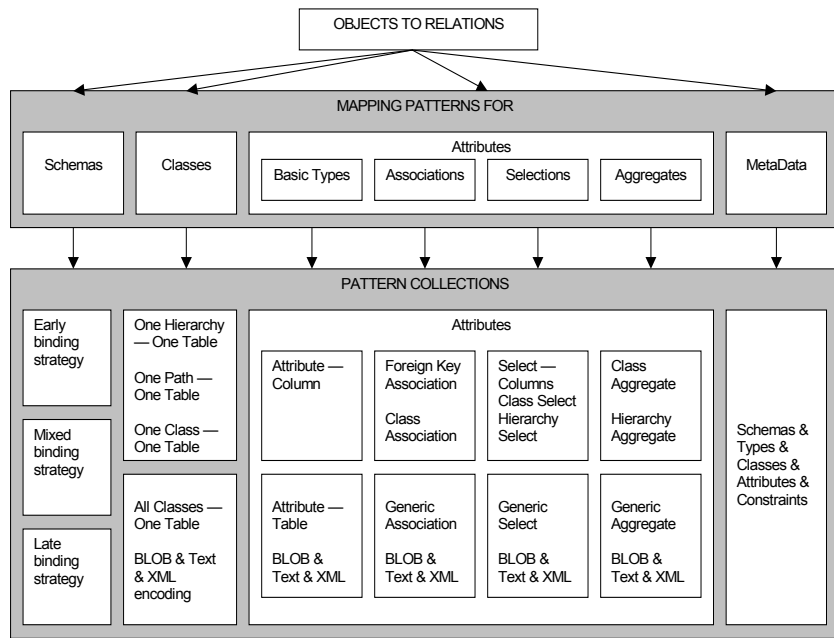 OBJECTS TO RELATIONS
MAPPING PATTERNS FOR
Schemas
Classes
Attributes
Basic Types
Associations
Selections
Aggregates
MetaData
PATTERN COLLECTIONS
Early
binding
strategy
Mixed
binding
strategy
Late
binding
strategy
One Hierarchy
— One Table
One Path —
One Table
One Class —
One Table
All Classes —
One Table
BLOB & Text
& XML
encoding
Attributes
Attribute —
Column
Foreign Key
Association
Class
Association
Select —
Columns
Class Select
Hierarchy
Select
Class
Aggregate
Hierarchy
Aggregate
Attribute —
Table
BLOB &
Text & XML
Generic
Association
BLOB &
Text & XML
Generic
Select
BLOB &
Text & XML
Generic
Aggregate
BLOB &
Text & XML
Schemas &
Types &
Classes &
Attributes &
Constraints